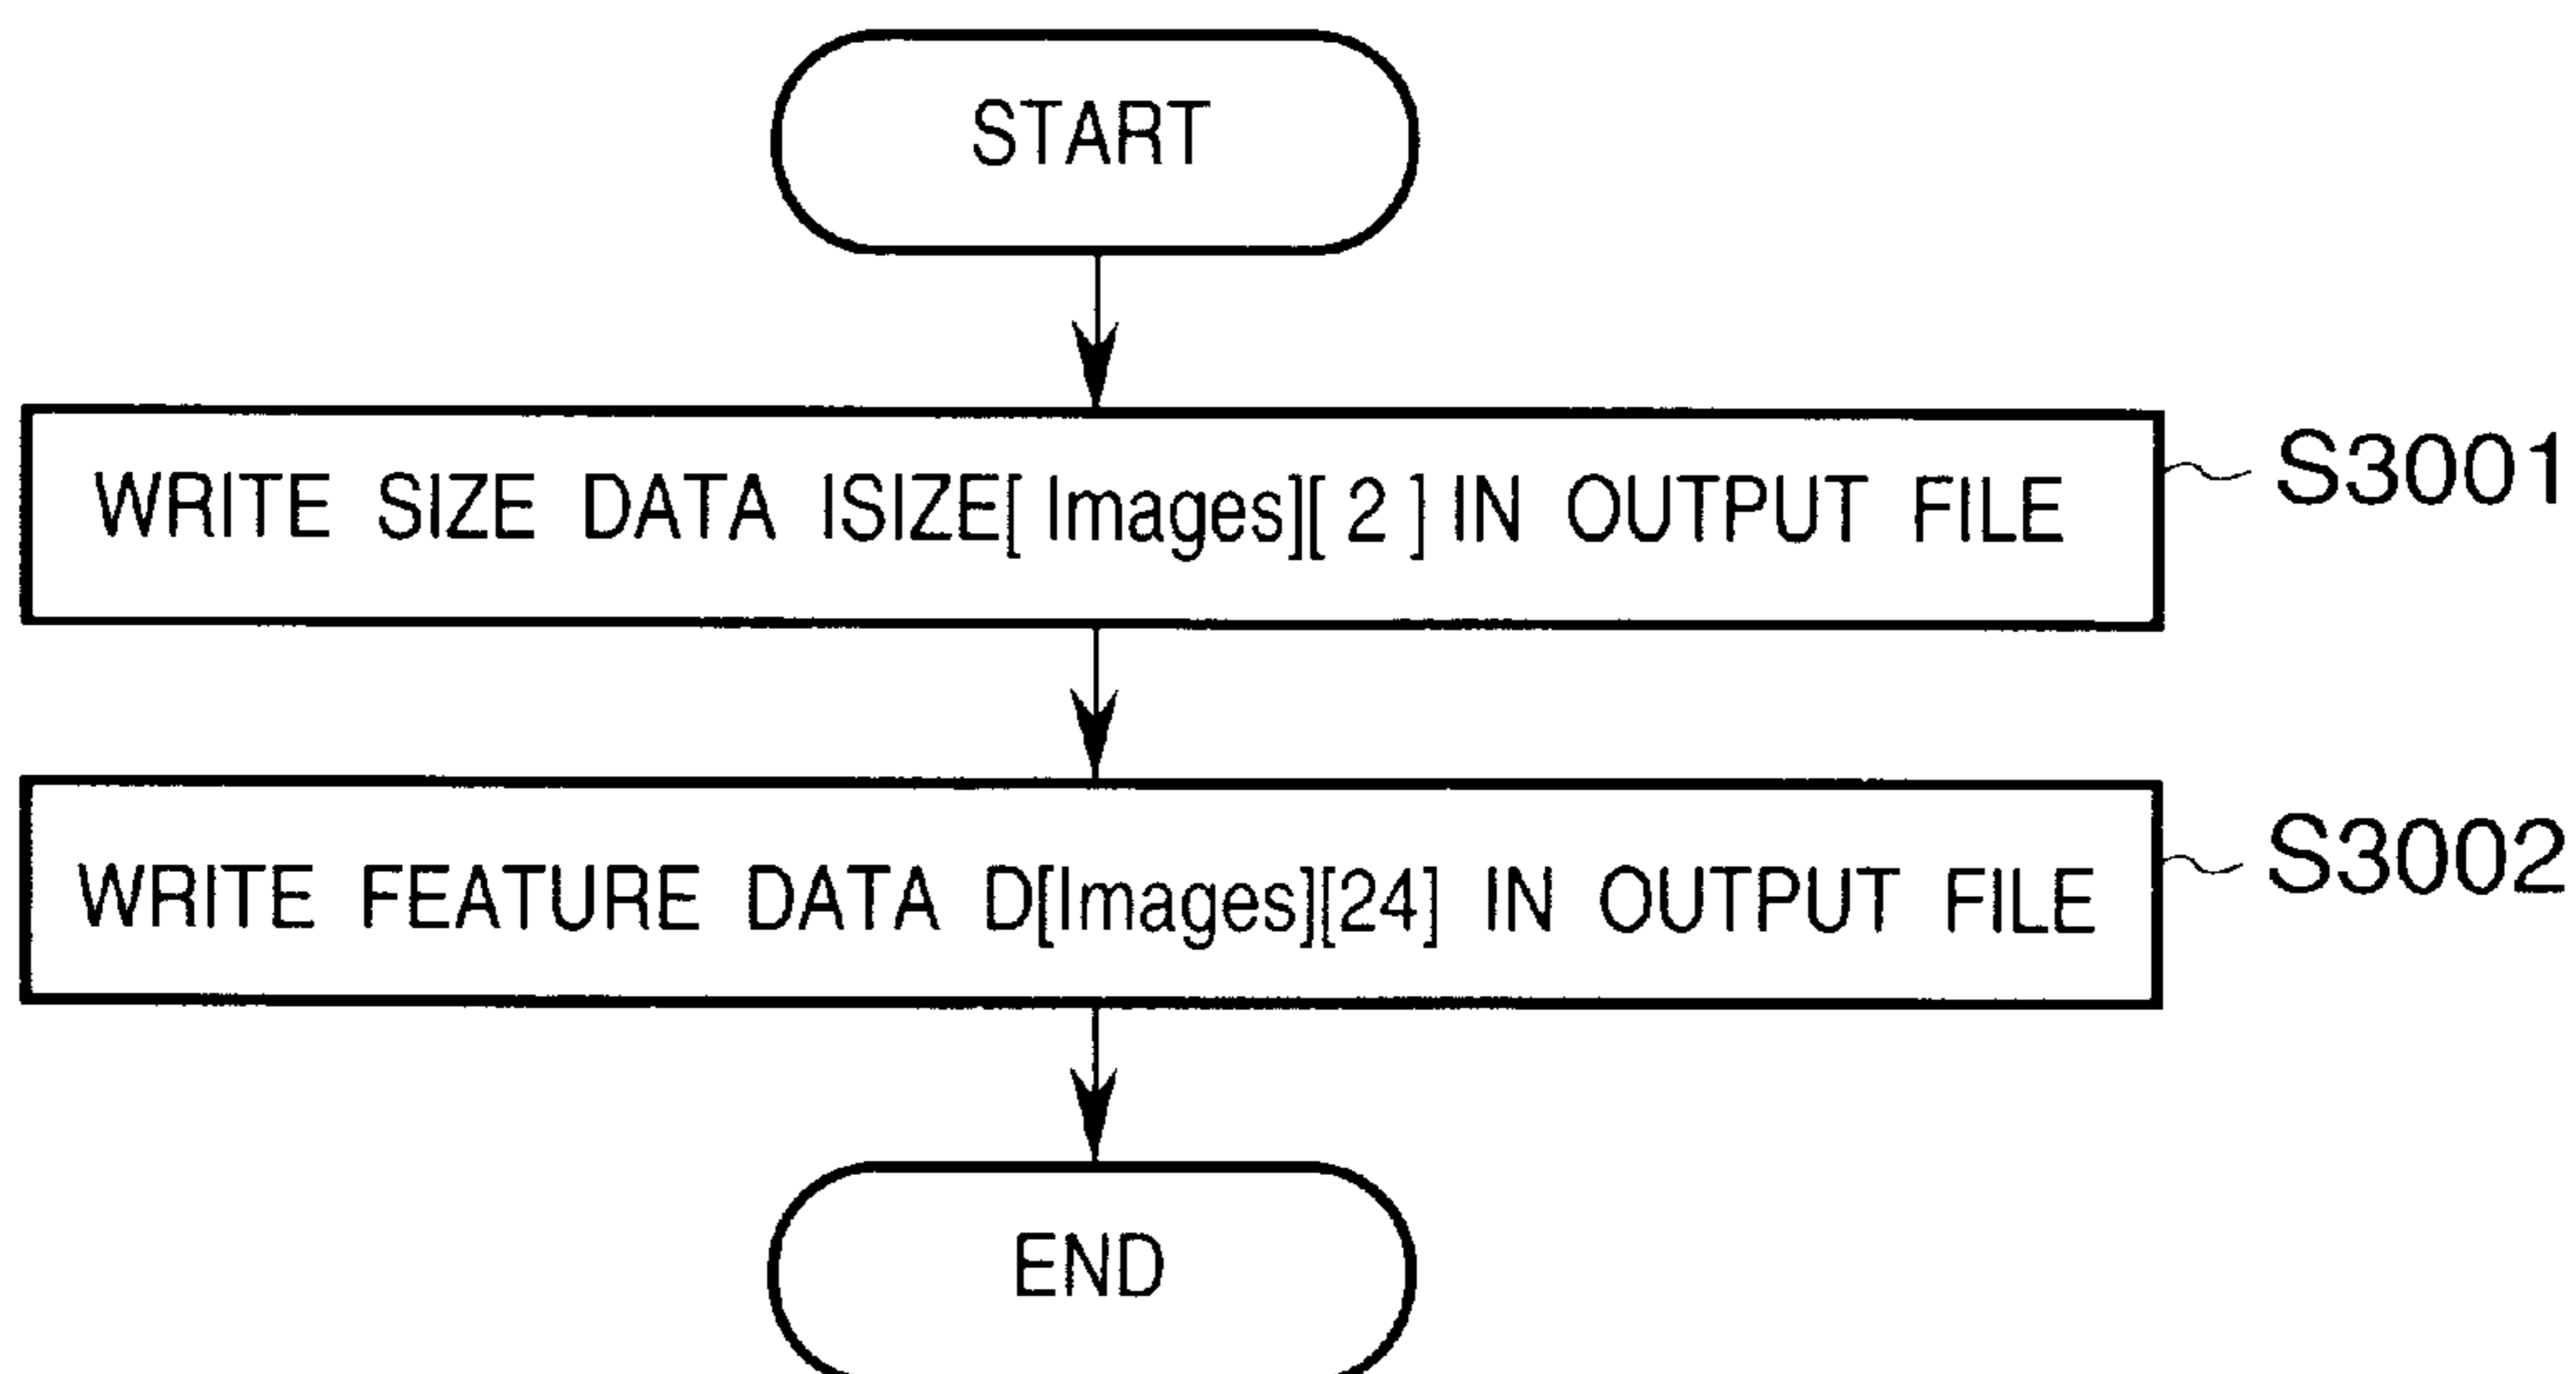 START
WRITE SIZE DATA ISIZE[ Images][ 2 ] IN OUTPUT FILE
S3001
WRITE FEATURE DATA D[Images][24] IN OUTPUT FILE
S3002
END